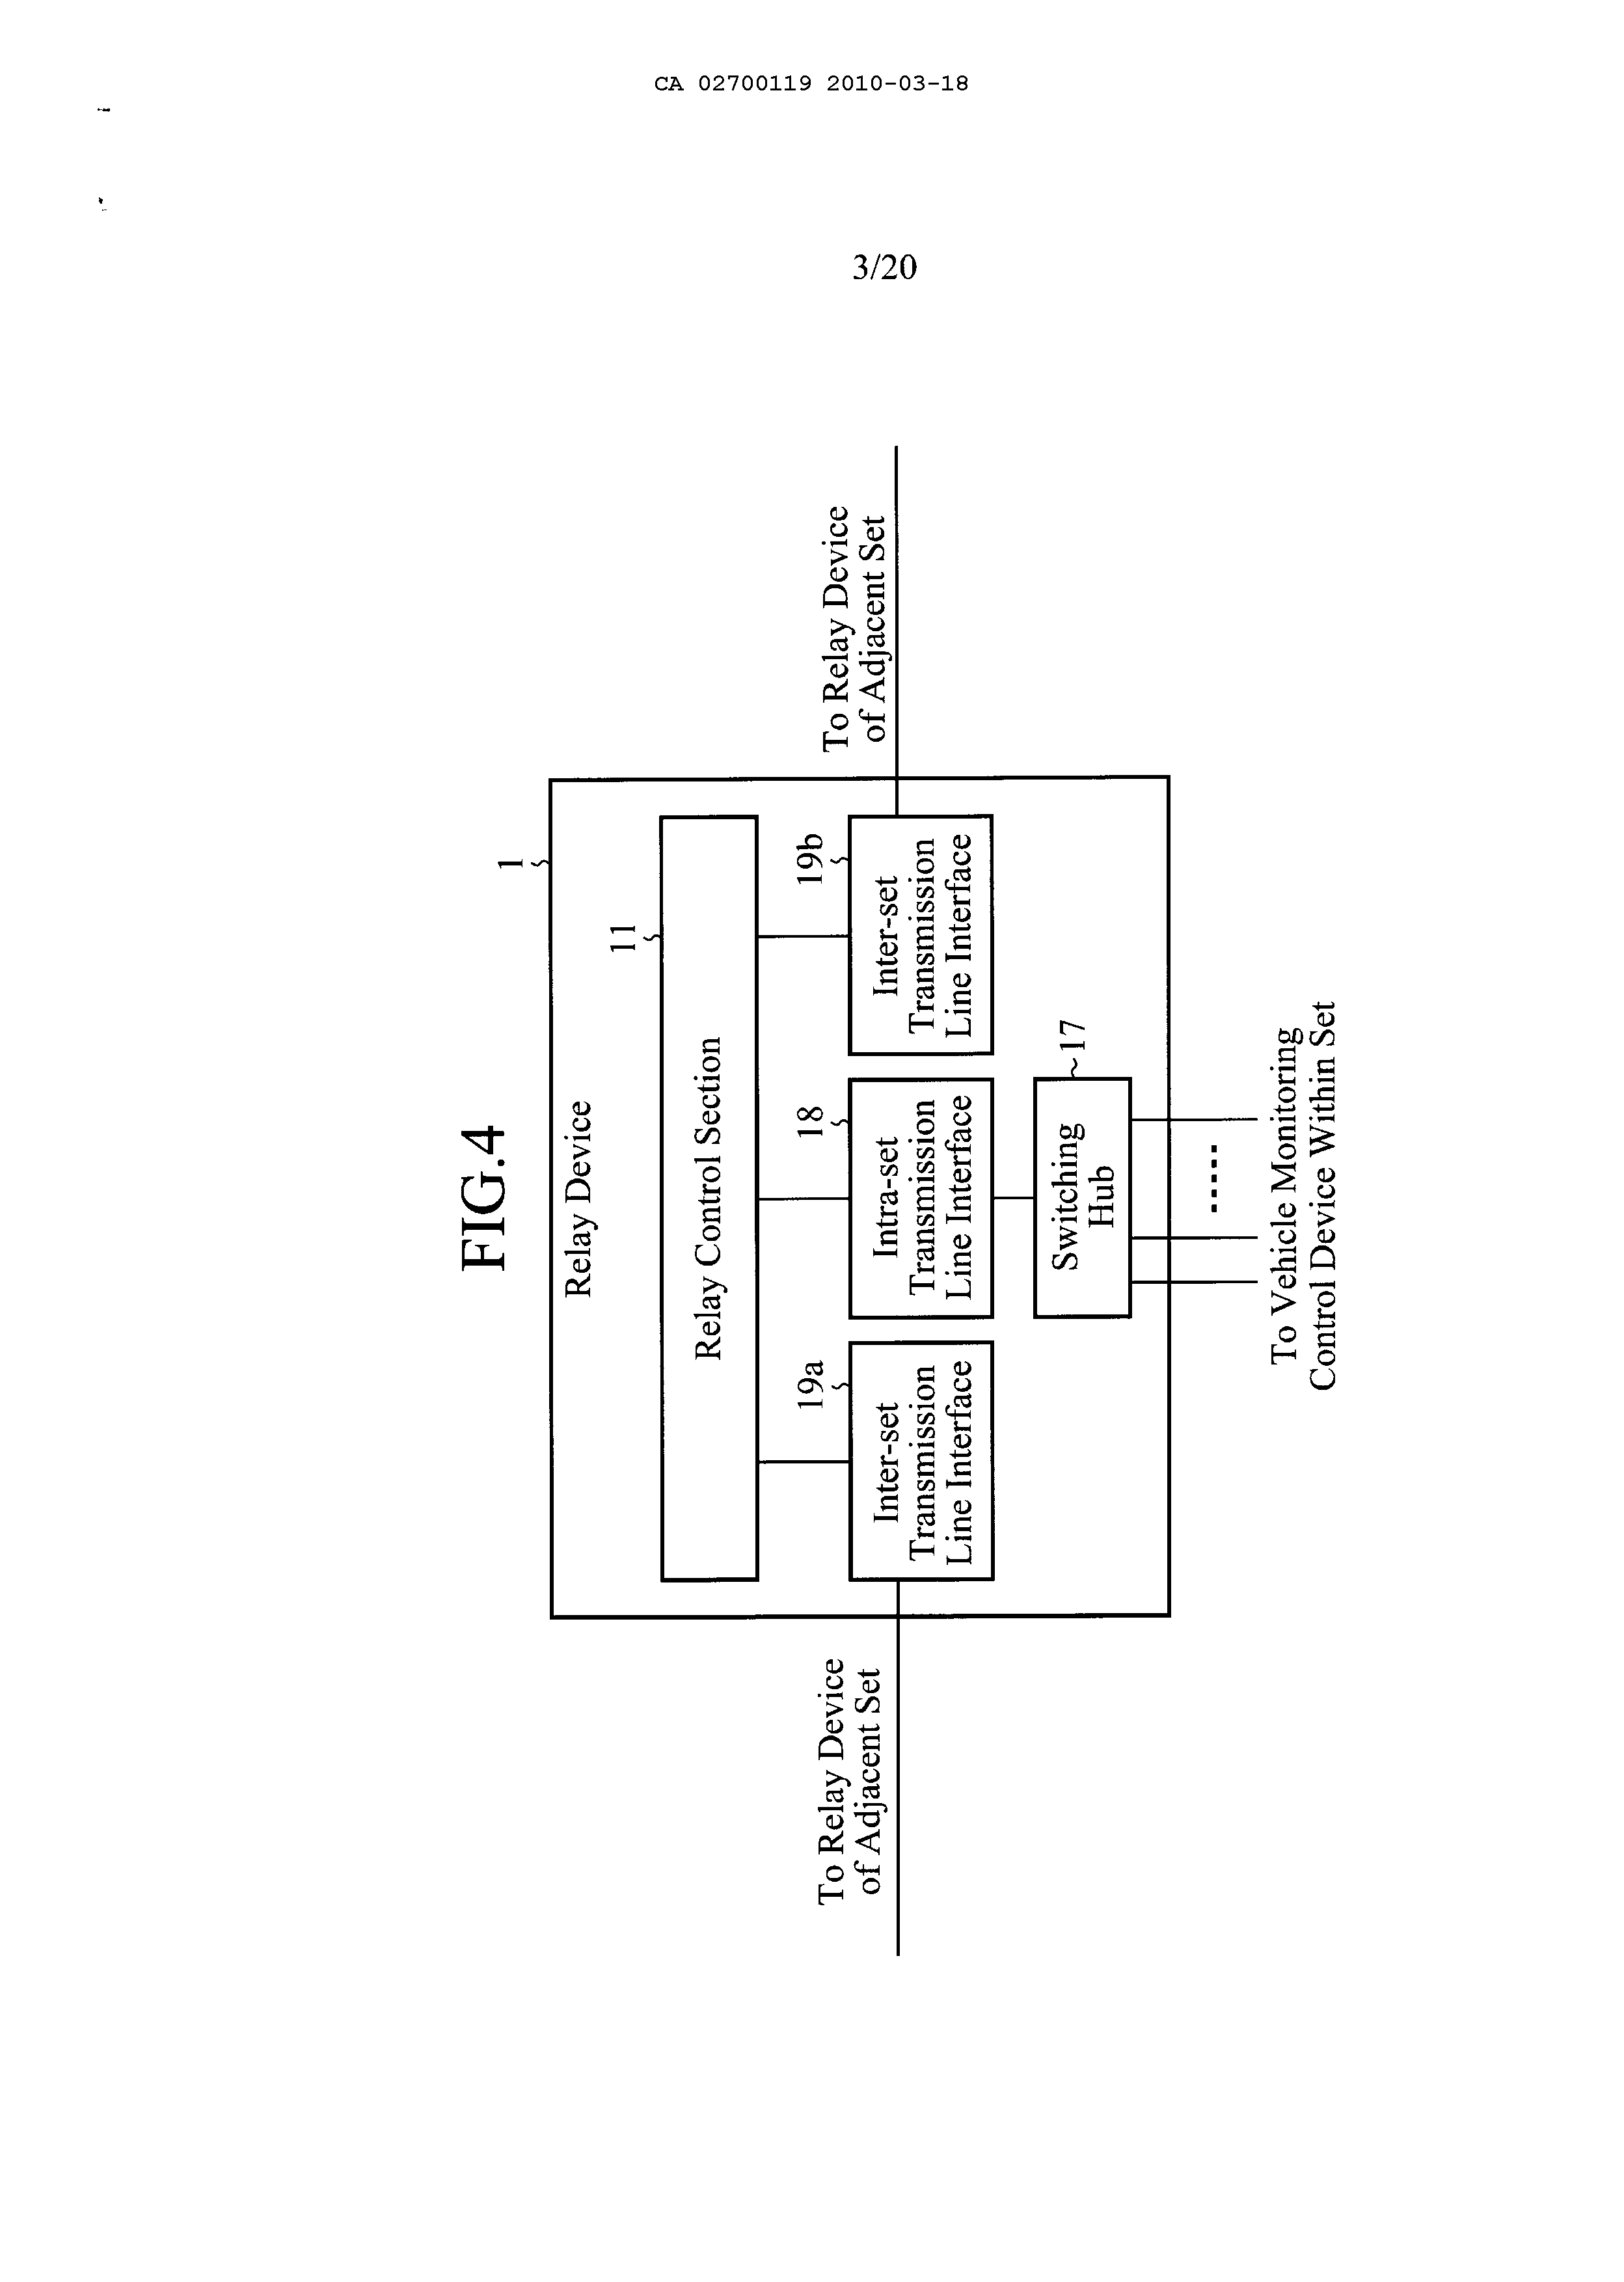 CA 02700119 2010-03-18
3/20
FIG.4
1
Relay Device
11
Relay Control Section
19a
Inter-set
Transmission
Line Interface
18
Intra-set
Transmission
Line Interface
19b
Inter-set
Transmission
Line Interface
17
Switching
Hub
To Relay Device
of Adjacent Set
To Relay Device
of Adjacent Set
To Vehicle Monitoring
Control Device Within Set